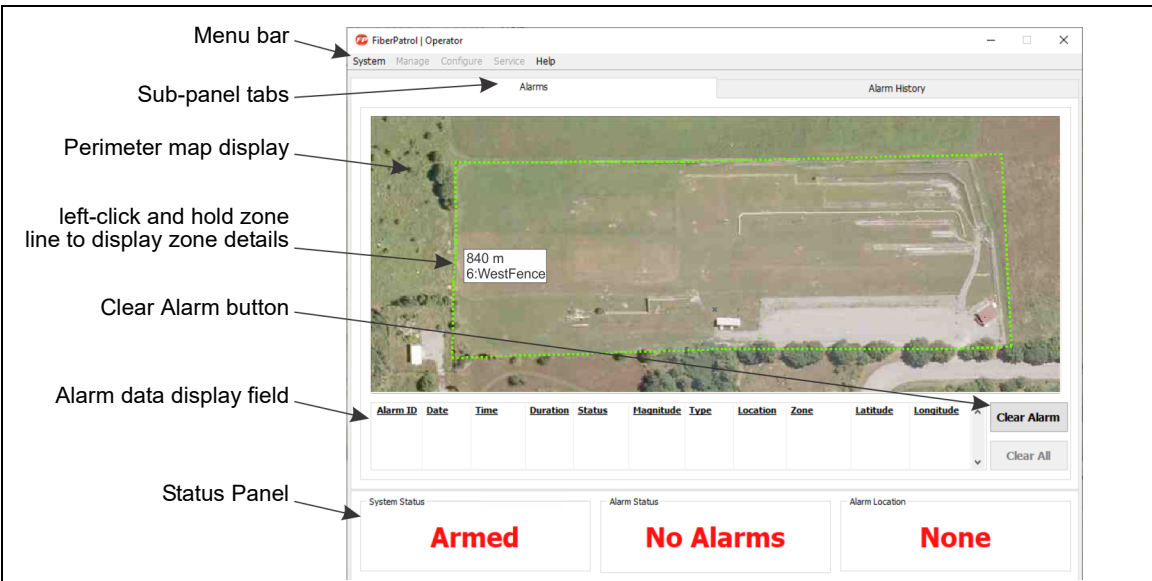 Menu bar
FiberPatrol | Operator
System Manage Configure Service Help
Sub-panel tabs
Alarms
Alarm History
Perimeter map display
left-click and hold zone
line to display zone details
840 m
6:WestFence
Clear Alarm button
Alarm data display field
Alarm ID Date Time Duration Status Magnitude Type Location Zone Latitude Longitude
Clear Alarm
Clear All
Status Panel
System Status
Armed
Alarm Status
No Alarms
Alarm Location
None